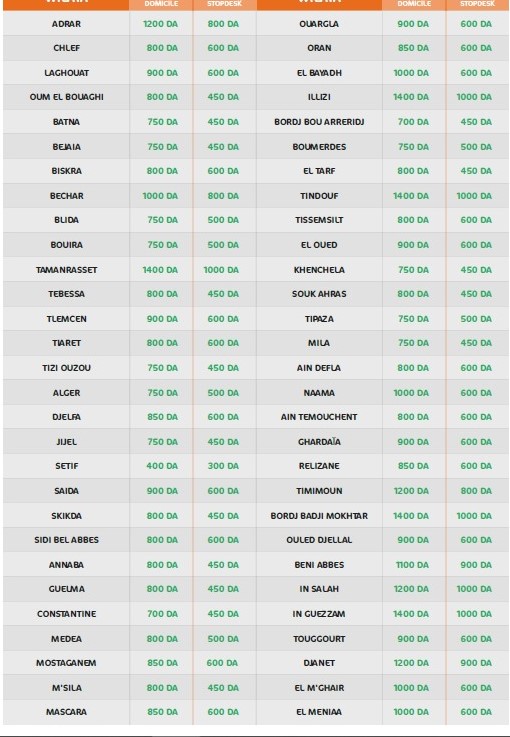 DOMICILE STOPDESK DOMICILE STOPDESK
ADRAR 1200 DA 800 DA OUARGLA 900 DA 600 DA
CHLEF 800 DA 600 DA ORAN 850 DA 600 DA
LAGHOUAT 900 DA 600 DA EL BAYADH 1000 DA 600 DA
OUM EL BOUAGHI 800 DA 450 DA ILLIZI 1400 DA 1000 DA
BATNA 750 DA 450 DA BORDJ BOU ARRERIDJ 700 DA 450 DA
BEJAIA 750 DA 450 DA BOUMERDES 750 DA 500 DA
BISKRA 800 DA 600 DA EL TARF 800 DA 450 DA
BECHAR 1000 DA 800 DA TINDOUF 1400 DA 1000 DA
BLIDA 750 DA 500 DA TISSEMSILT 800 DA 600 DA
BOUIRA 750 DA 500 DA EL OUED 900 DA 600 DA
TAMANRASSET 1400 DA 1000 DA KHENCHELA 750 DA 450 DA
TEBESSA 800 DA 450 DA SOUK AHRAS 800 DA 450 DA
TLEMCEN 900 DA 600 DA TIPAZA 750 DA 500 DA
TIARET 800 DA 600 DA MILA 750 DA 450 DA
TIZI OUZOU 750 DA 450 DA AIN DEFLA 800 DA 600 DA
ALGER 750 DA 500 DA NAAMA 1000 DA 600 DA
DJELFA 850 DA 600 DA AIN TEMOUCHENT 800 DA 600 DA
JIJEL 750 DA 450 DA GHARDAÏA 900 DA 600 DA
SETIF 400 DA 300 DA RELIZANE 850 DA 600 DA
SAIDA 900 DA 600 DA TIMIMOUN 1200 DA 800 DA
SKIKDA 800 DA 450 DA BORDJ BADJI MOKHTAR 1400 DA 1000 DA
SIDI BEL ABBES 800 DA 600 DA OULED DJELLAL 900 DA 600 DA
ANNABA 800 DA 450 DA BENI ABBES 1100 DA 900 DA
GUELMA 800 DA 450 DA IN SALAH 1200 DA 1000 DA
CONSTANTINE 700 DA 450 DA IN GUEZZAM 1400 DA 1000 DA
MEDEA 800 DA 500 DA TOUGGOURT 900 DA 600 DA
MOSTAGANEM 850 DA 600 DA DJANET 1200 DA 900 DA
M'SILA 800 DA 450 DA EL M'GHAIR 1000 DA 600 DA
MASCARA 850 DA 600 DA EL MENIAA 1000 DA 600 DA